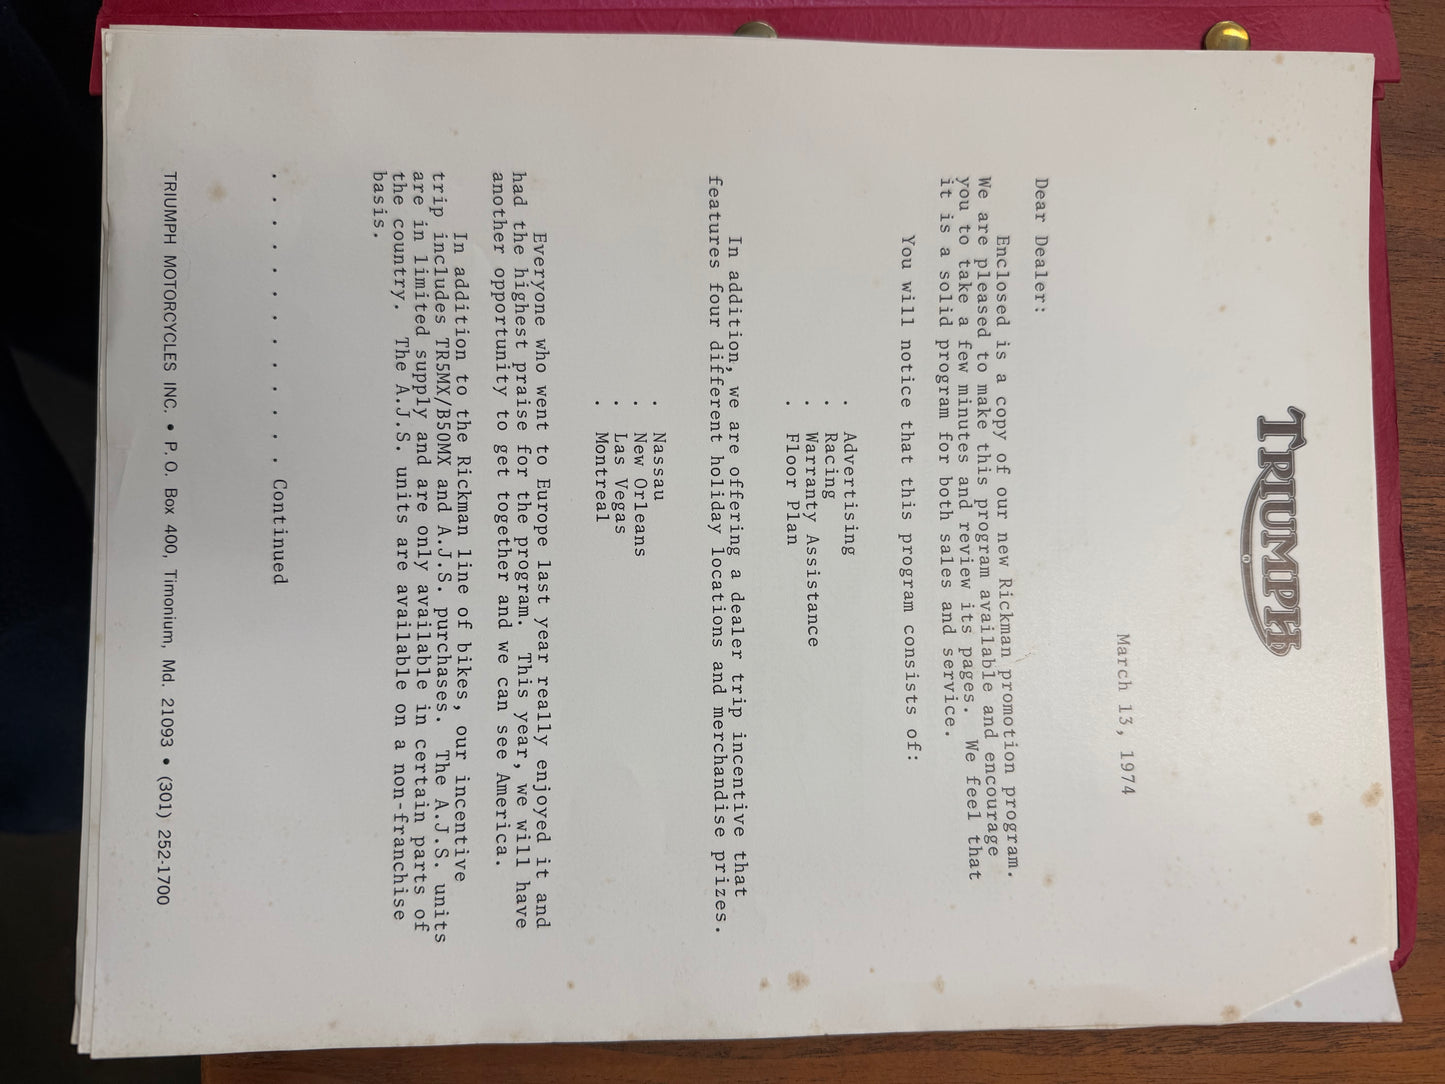 TRIUMPH
March 13, 1974
Dear Dealer:
Enclosed is a copy of our new Rickman promotion program.
We are pleased to make this program available and encourage
you to take a few minutes and review its pages. We feel that
it is a solid program for both sales and service.
You will notice that this program consists of:
. Advertising
. Racing
. Warranty Assistance
. Floor Plan
In addition, we are offering a dealer trip incentive that
features four different holiday locations and merchandise prizes.
. Nassau
. New Orleans
. Las Vegas
. Montreal
Everyone who went to Europe last year really enjoyed it and
had the highest praise for the program. This year, we will have
another opportunity to get together and we can see America.
In addition to the Rickman line of bikes, our incentive
trip includes TR5MX/B50MX and A.J.S. purchases. The A.J.S. units
are in limited supply and are only available in certain parts of
the country. The A.J.S. units are available on a non-franchise
basis.
. . . . . . . . . . . . . Continued
TRIUMPH MOTORCYCLES INC. • P. O. Box 400, Timonium, Md. 21093 • (301) 252-1700